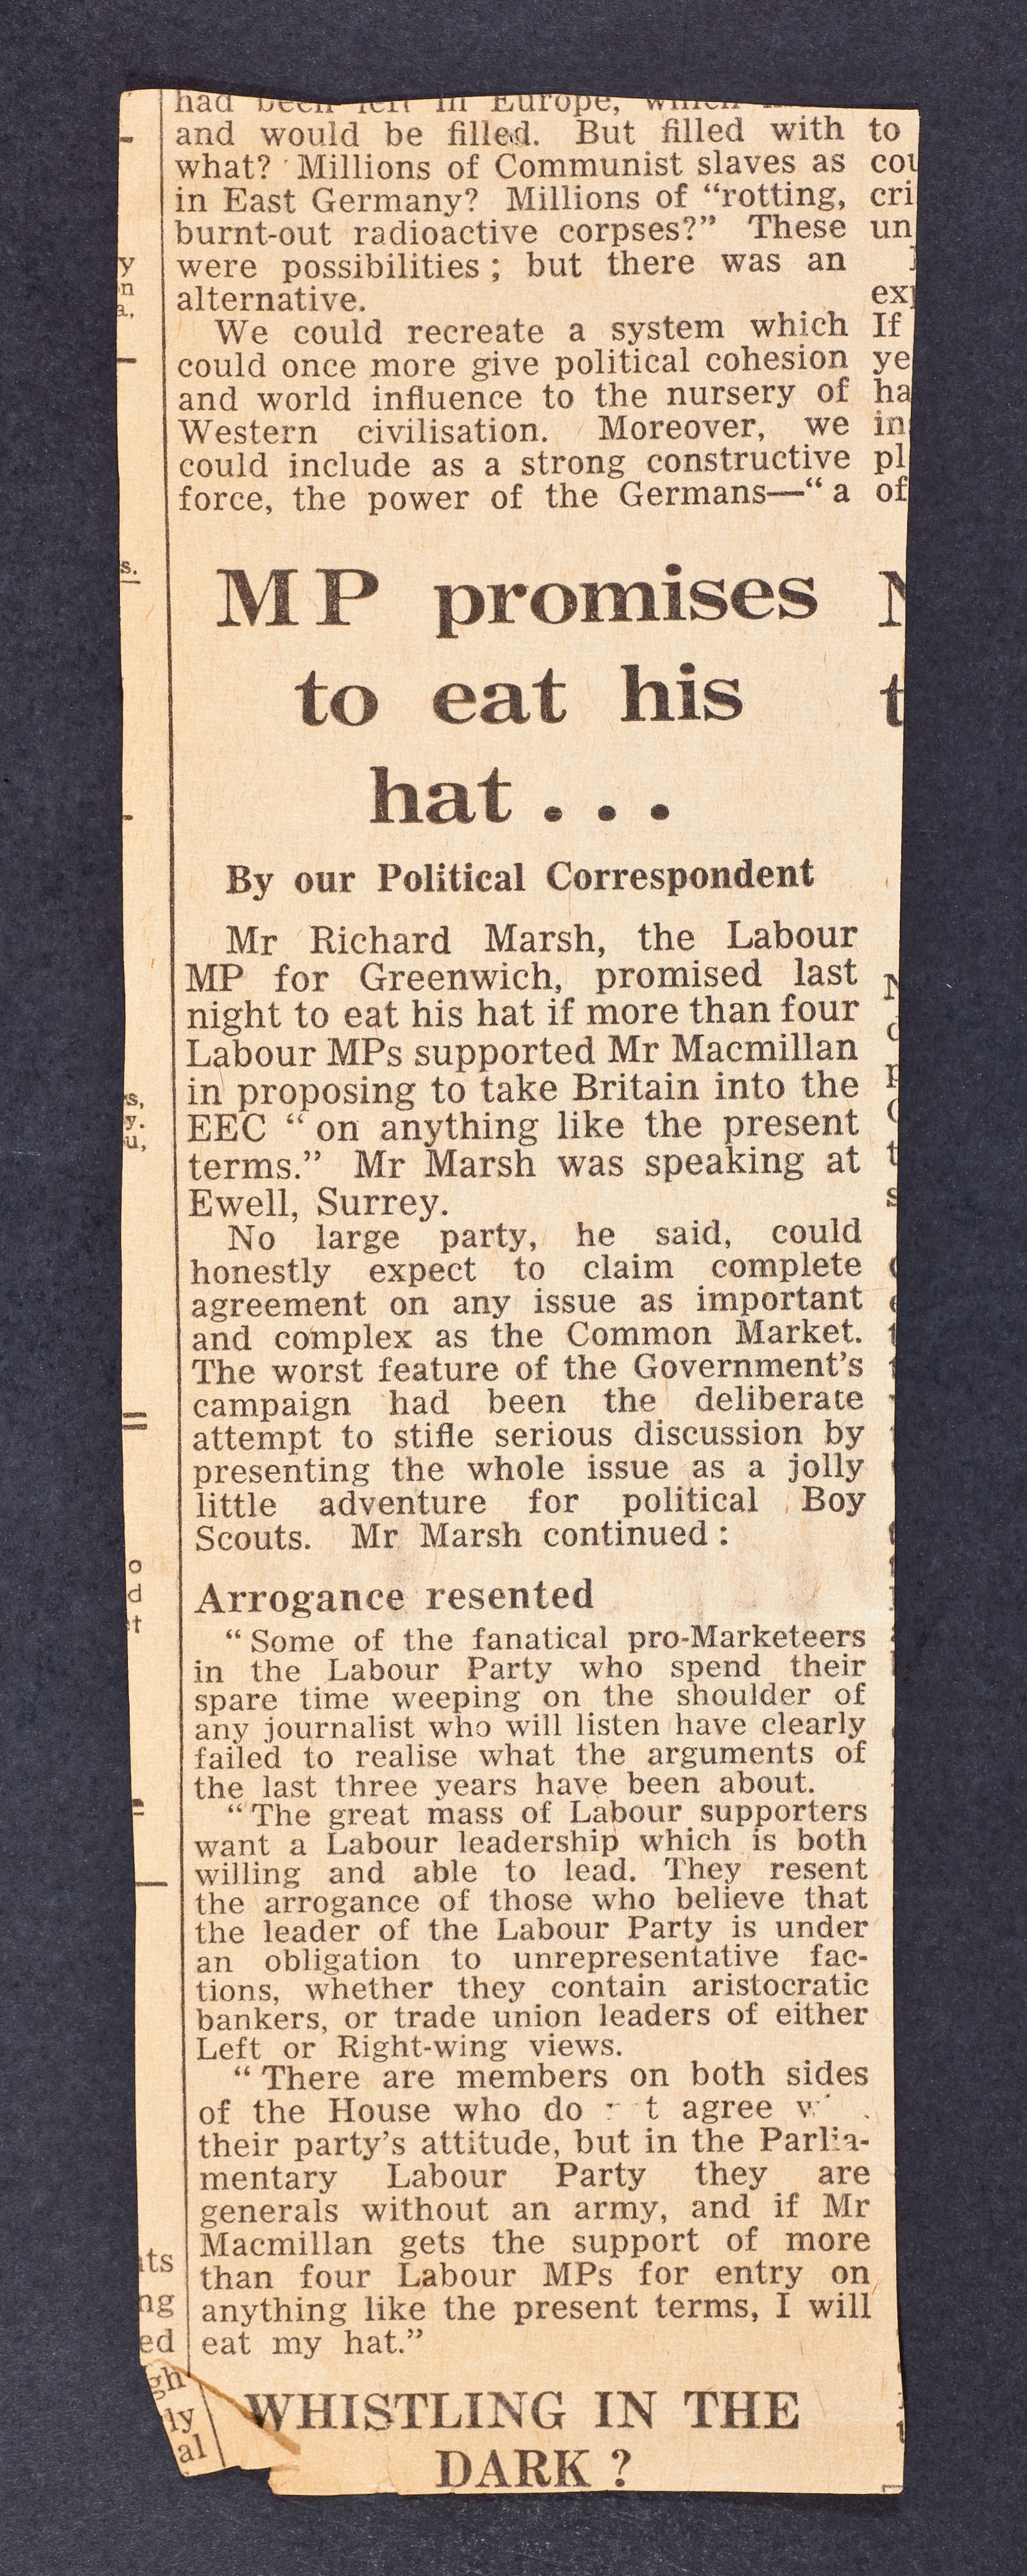 had been left in Europe, which
and would be filled. But filled with
what? Millions of Communist slaves as
in East Germany? Millions of “rotting,
burnt-out radioactive corpses?” These
were possibilities; but there was an
alternative.
We could recreate a system which
could once more give political cohesion
and world influence to the nursery of
Western civilisation. Moreover, we
could include as a strong constructive
force, the power of the Germans—“a
MP promises
to eat his
hat . . .
By our Political Correspondent
Mr Richard Marsh, the Labour
MP for Greenwich, promised last
night to eat his hat if more than four
Labour MPs supported Mr Macmillan
in proposing to take Britain into the
EEC “on anything like the present
terms.” Mr Marsh was speaking at
Ewell, Surrey.
No large party, he said, could
honestly expect to claim complete
agreement on any issue as important
and complex as the Common Market.
The worst feature of the Government’s
campaign had been the deliberate
attempt to stifle serious discussion by
presenting the whole issue as a jolly
little adventure for political Boy
Scouts. Mr Marsh continued:
Arrogance resented
“Some of the fanatical pro-Marketeers
in the Labour Party who spend their
spare time weeping on the shoulder of
any journalist who will listen have clearly
failed to realise what the arguments of
the last three years have been about.
“The great mass of Labour supporters
want a Labour leadership which is both
willing and able to lead. They resent
the arrogance of those who believe that
the leader of the Labour Party is under
an obligation to unrepresentative fac-
tions, whether they contain aristocratic
bankers, or trade union leaders of either
Left or Right-wing views.
“There are members on both sides
of the House who do agree
their party’s attitude, but in the Parlia-
mentary Labour Party they are
generals without an army, and if Mr
Macmillan gets the support of more
than four Labour MPs for entry on
anything like the present terms, I will
eat my hat.”
WHISTLING IN THE
DARK ?
to
If
of